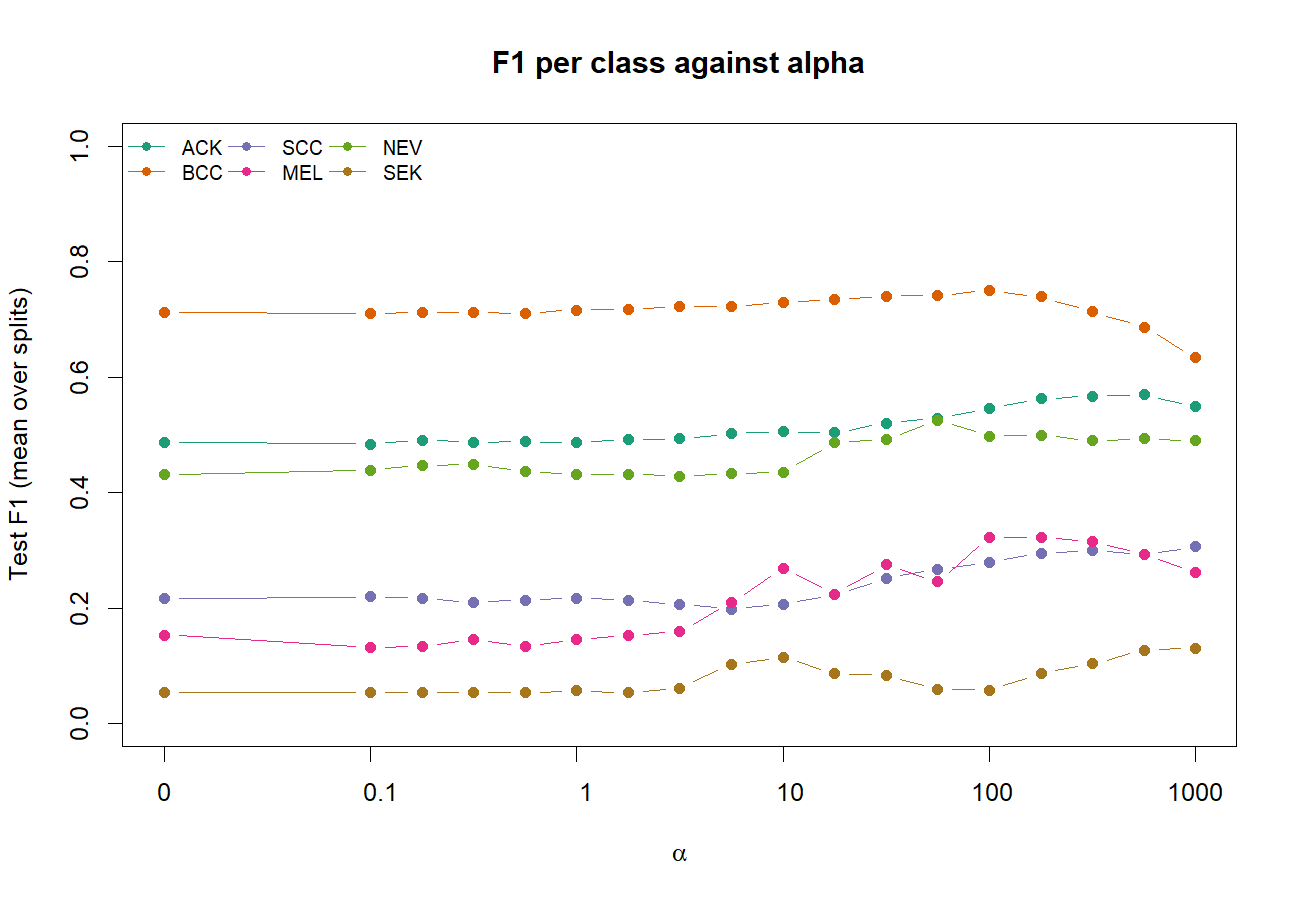 F1 per class against alpha
ACK SCC NEV
BCC MEL SEK
Test F1 (mean over splits)
1.0
0.8
0.6
0.4
0.2
0.0
0 0.1 1 10 100 1000
α